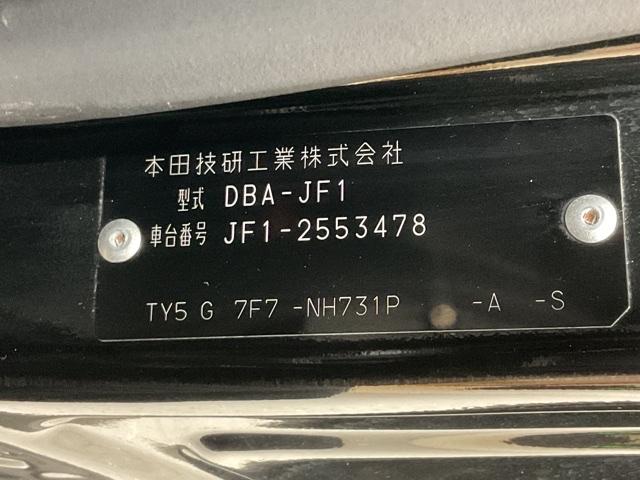 本田技研工業株式会社
型式 DBA-JF1
車台番号 JF1-2553478
TY5 G 7F7 -NH731P -A -S